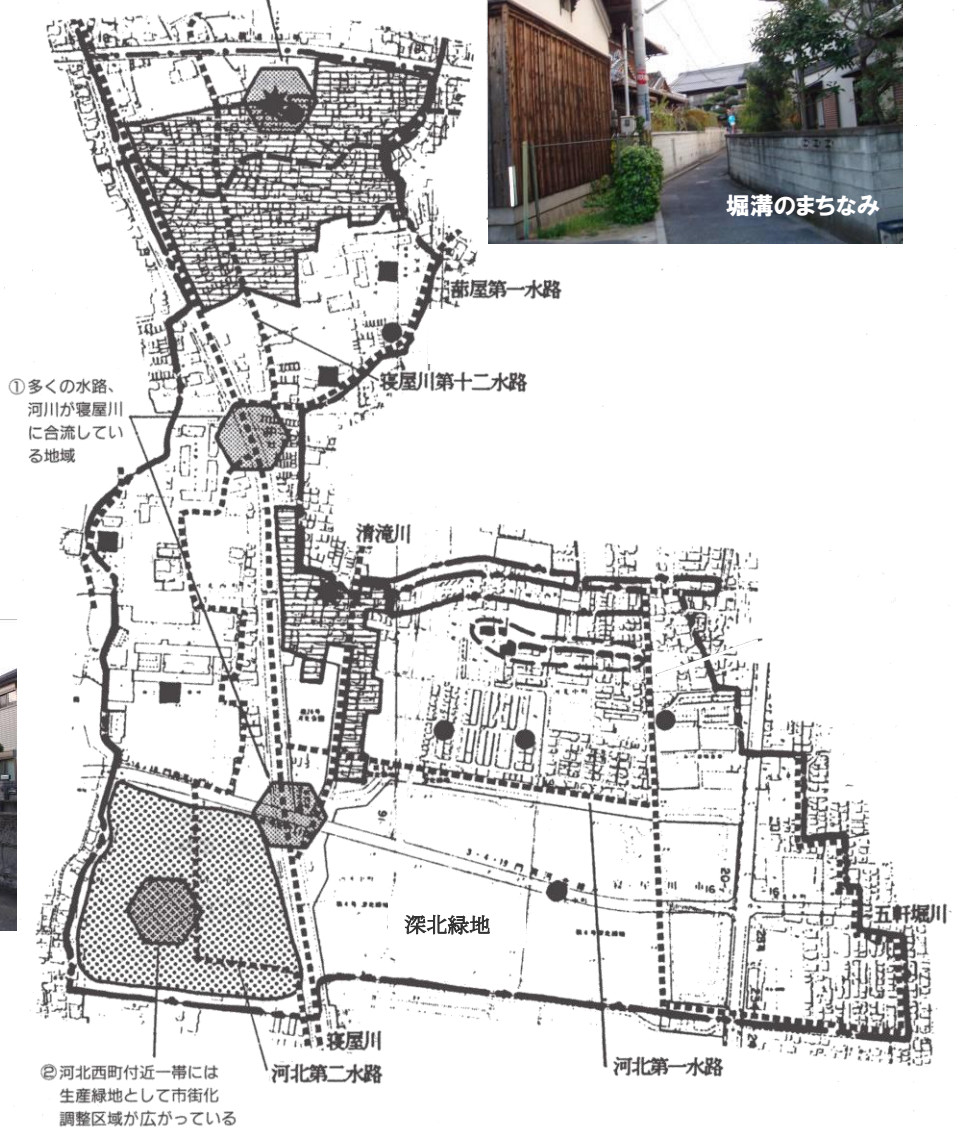 堀溝のまちなみ
蔀屋第一水路
寝屋川第十二水路
①多くの水路、
河川が寝屋川
に合流してい
る地域
清滝川
深北緑地
五軒堀川
寝屋川
河北第二水路
河北第一水路
②河北西町付近一帯には
生産緑地として市街化
調整区域が広がっている